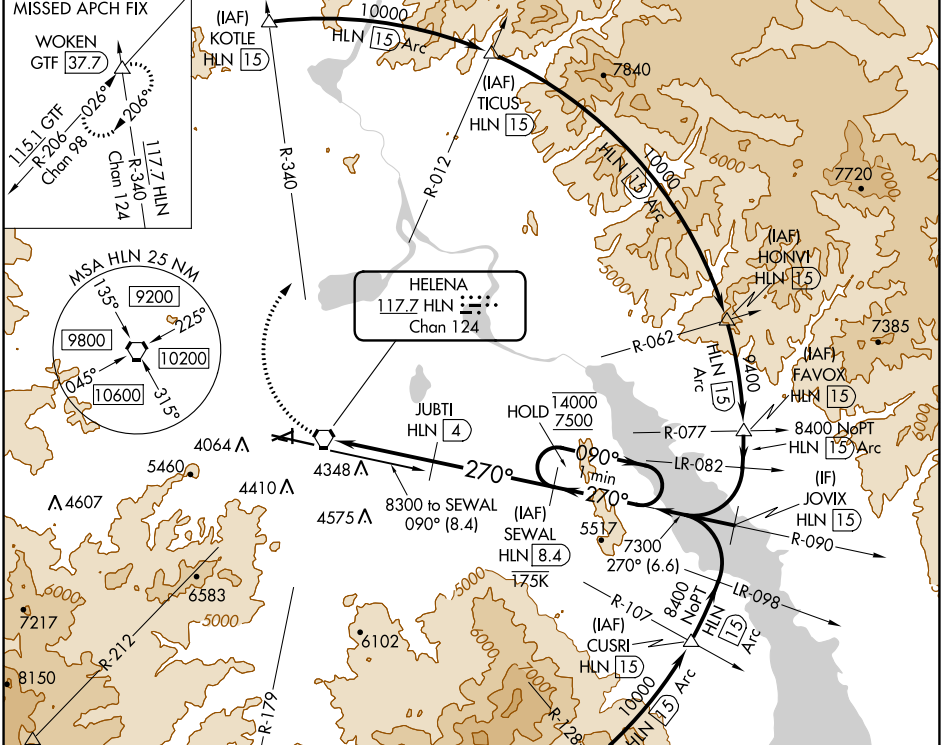 MISSED APCH FIX
WOKEN
GTF 37.7
026°
206°
115.1 GTF
R-206
Chan 98
117.7 HLN
R-340
Chan 124
(IAF)
KOTLE
HLN 15
10000
HLN 15 Arc
(IAF)
TICUS
HLN 15
7840
R-340
R-012
10000
HLN 15 Arc
6000
7720
7000
MSA HLN 25 NM
135°
9200
225°
9800
10200
045°
10600
315°
HELENA
117.7 HLN
Chan 124
5000
(IAF)
HONVI
HLN 15
R-062
7385
9400
HLN 15
Arc
(IAF)
FAVOX
HLN 15
JUBTI
HLN 4
HOLD
14000
7500
R-077
8400 NoPT
HLN 15 Arc
4064
4348
270°
090°
1 min
270°
LR-082
5460
4410
8300 to SEWAL
090° (8.4)
(IF)
JOVIX
HLN 15
4607
4575
(IAF)
SEWAL
HLN 8.4
175K
5517
7300
270° (6.6)
R-090
6583
5000
6000
7217
5000
R-107
8400
NoPT
HLN 15
Arc
LR-098
R-212
6102
(IAF)
CUSRI
HLN 15
8150
7000
R-179
6000
R-128
10000
HLN 15 Arc